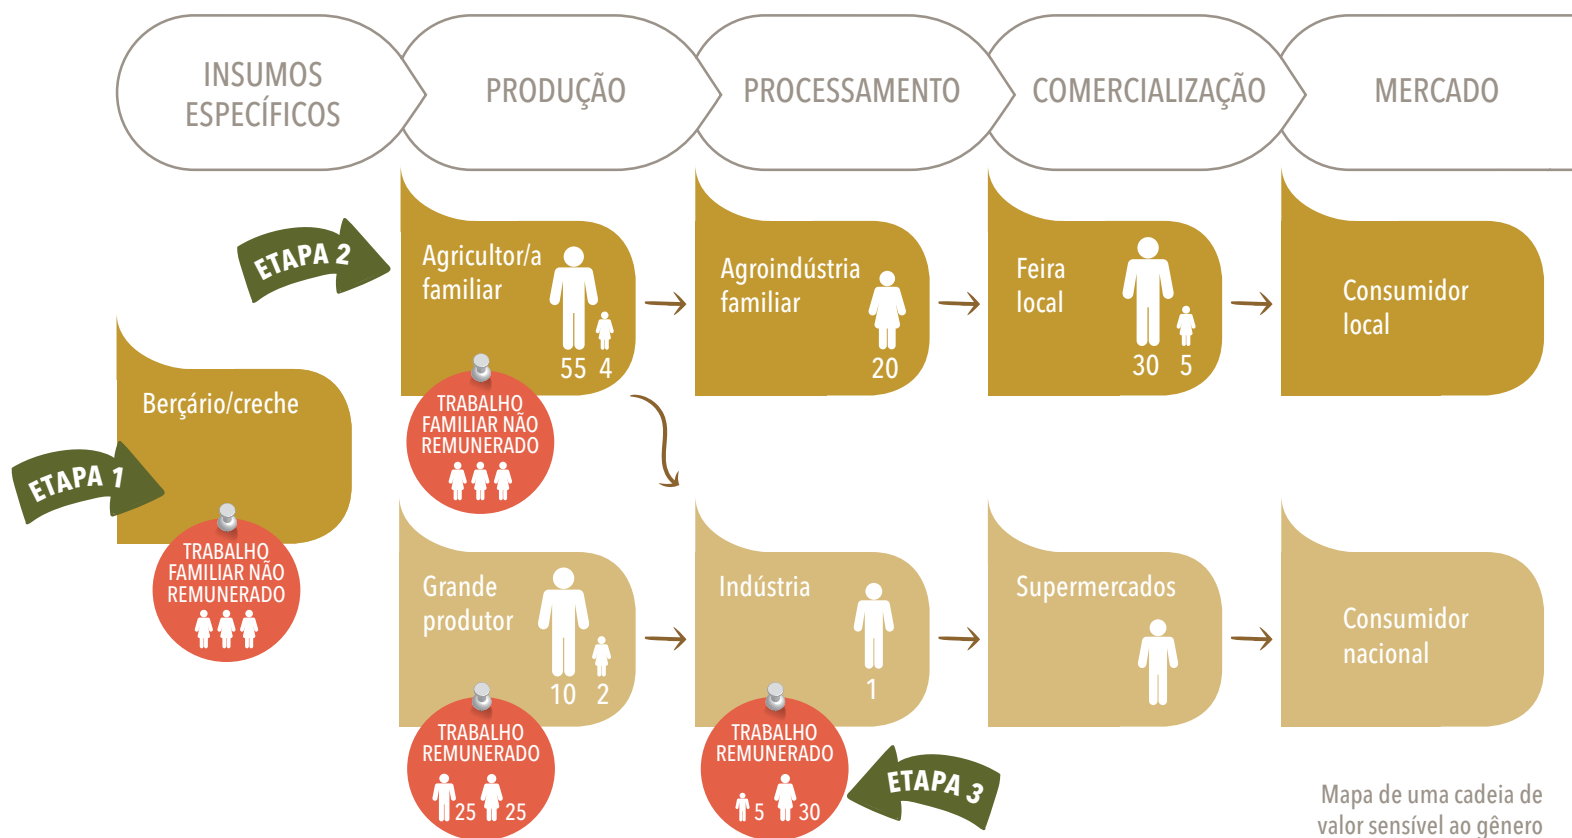 INSUMOS
ESPECÍFICOS
PRODUÇÃO
PROCESSAMENTO
COMERCIALIZAÇÃO
MERCADO
ETAPA 2
Agricultor/a
familiar
55 4
Agroindústria
familiar
20
Feira
local
30 5
Consumidor
local
TRABALHO
FAMILIAR NÃO
REMUNERADO
Berçário/creche
ETAPA 1
TRABALHO
FAMILIAR NÃO
REMUNERADO
Grande
produtor
10 2
Indústria
1
Supermercados
Consumidor
nacional
TRABALHO
REMUNERADO
25 25
TRABALHO
REMUNERADO
5 30
ETAPA 3
Mapa de uma cadeia de
valor sensível ao gênero